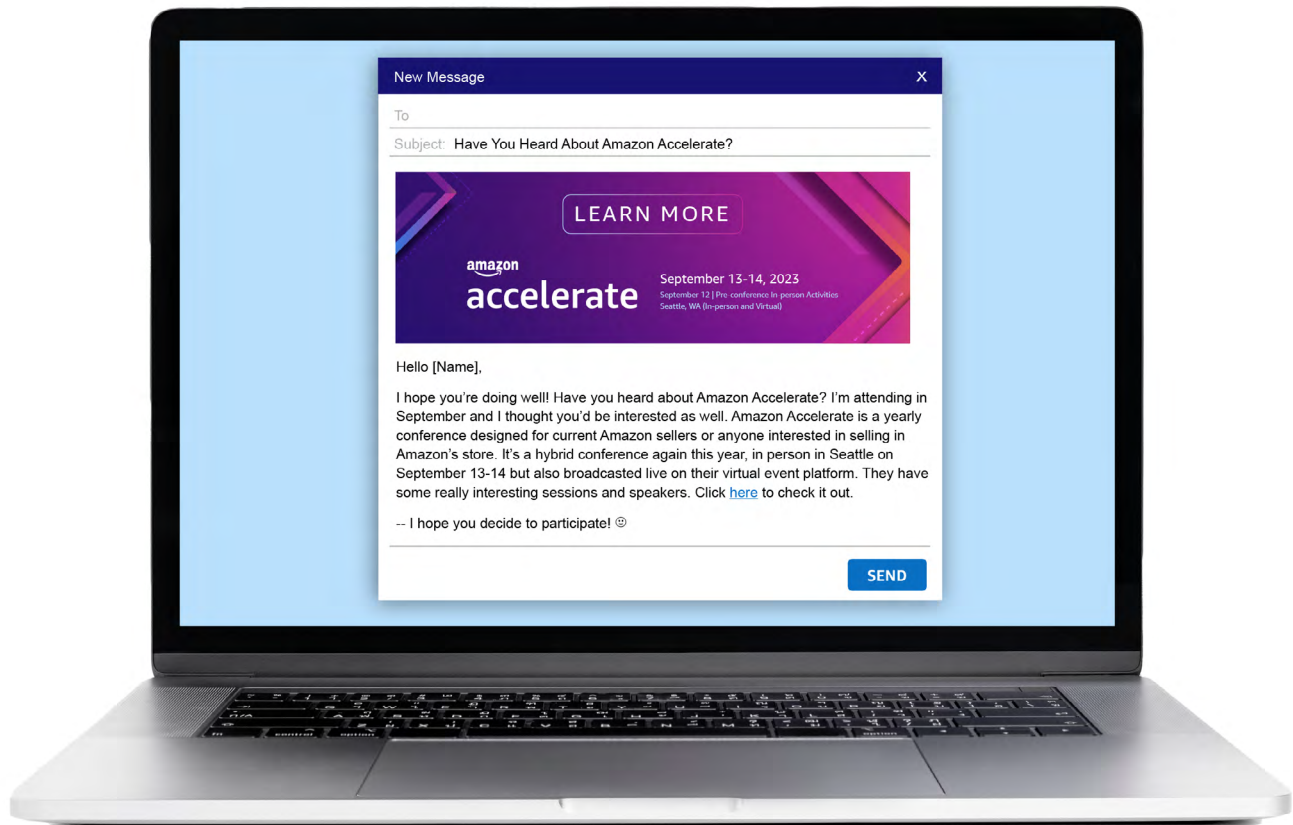 New Message X
To
Subject: Have You Heard About Amazon Accelerate?
LEARN MORE
amazon
accelerate
September 13-14, 2023
September 12 | Pre-conference In-person Activities
Seattle, WA (In-person and Virtual)
Hello [Name],
I hope you’re doing well! Have you heard about Amazon Accelerate? I’m attending in
September and I thought you’d be interested as well. Amazon Accelerate is a yearly
conference designed for current Amazon sellers or anyone interested in selling in
Amazon’s store. It’s a hybrid conference again this year, in person in Seattle on
September 13-14 but also broadcasted live on their virtual event platform. They have
some really interesting sessions and speakers. Click here to check it out.
-- I hope you decide to participate! ☺
SEND
fn control option option